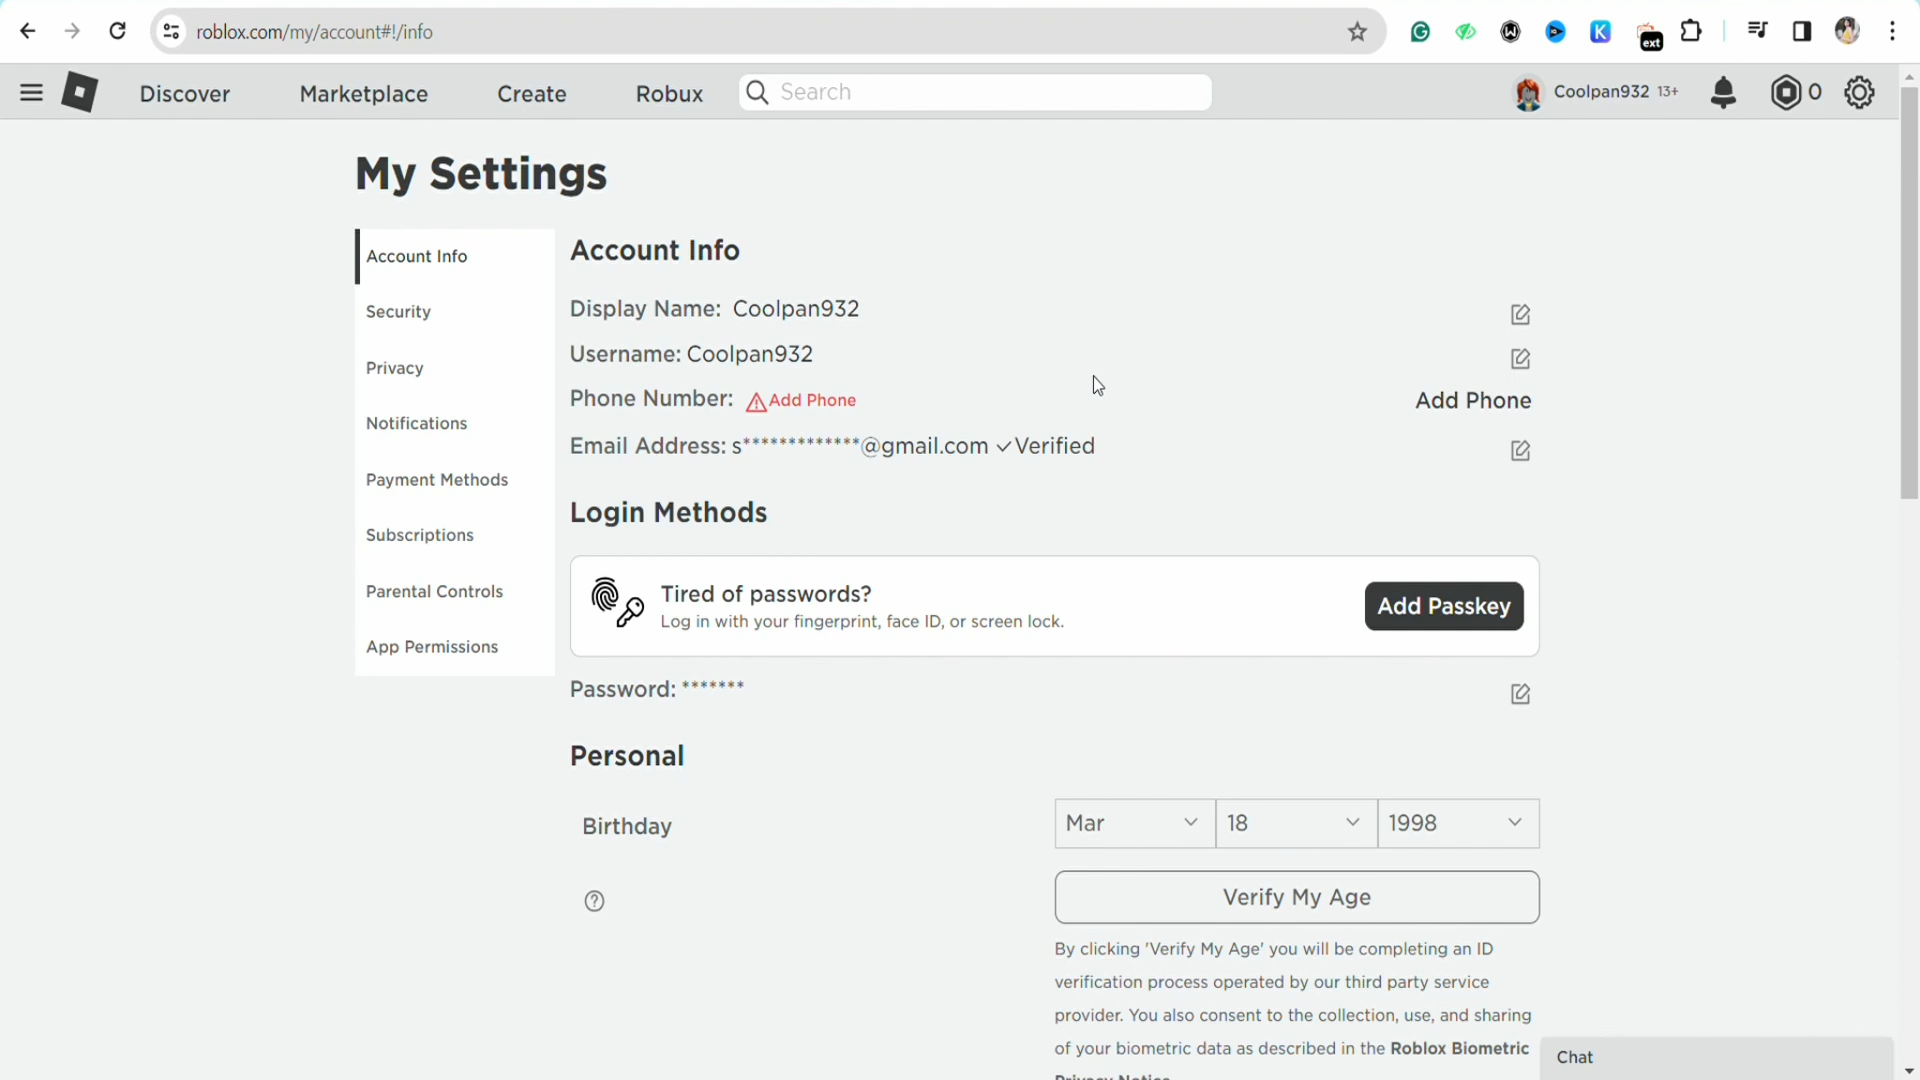 roblox.com/my/account#!/info
ext
Discover
Marketplace
Create
Robux
Search
Coolpan932 13+
0
My Settings
Account Info
Security
Privacy
Notifications
Payment Methods
Subscriptions
Parental Controls
App Permissions
Account Info
Display Name: Coolpan932
Username: Coolpan932
Phone Number: Add Phone
Add Phone
Email Address: s*************@gmail.com ✓Verified
Login Methods
Tired of passwords?
Log in with your fingerprint, face ID, or screen lock.
Add Passkey
Password: *******
Personal
Birthday
Mar
18
1998
Verify My Age
By clicking 'Verify My Age' you will be completing an ID
verification process operated by our third party service
provider. You also consent to the collection, use, and sharing
of your biometric data as described in the Roblox Biometric
Privacy Notice
Chat